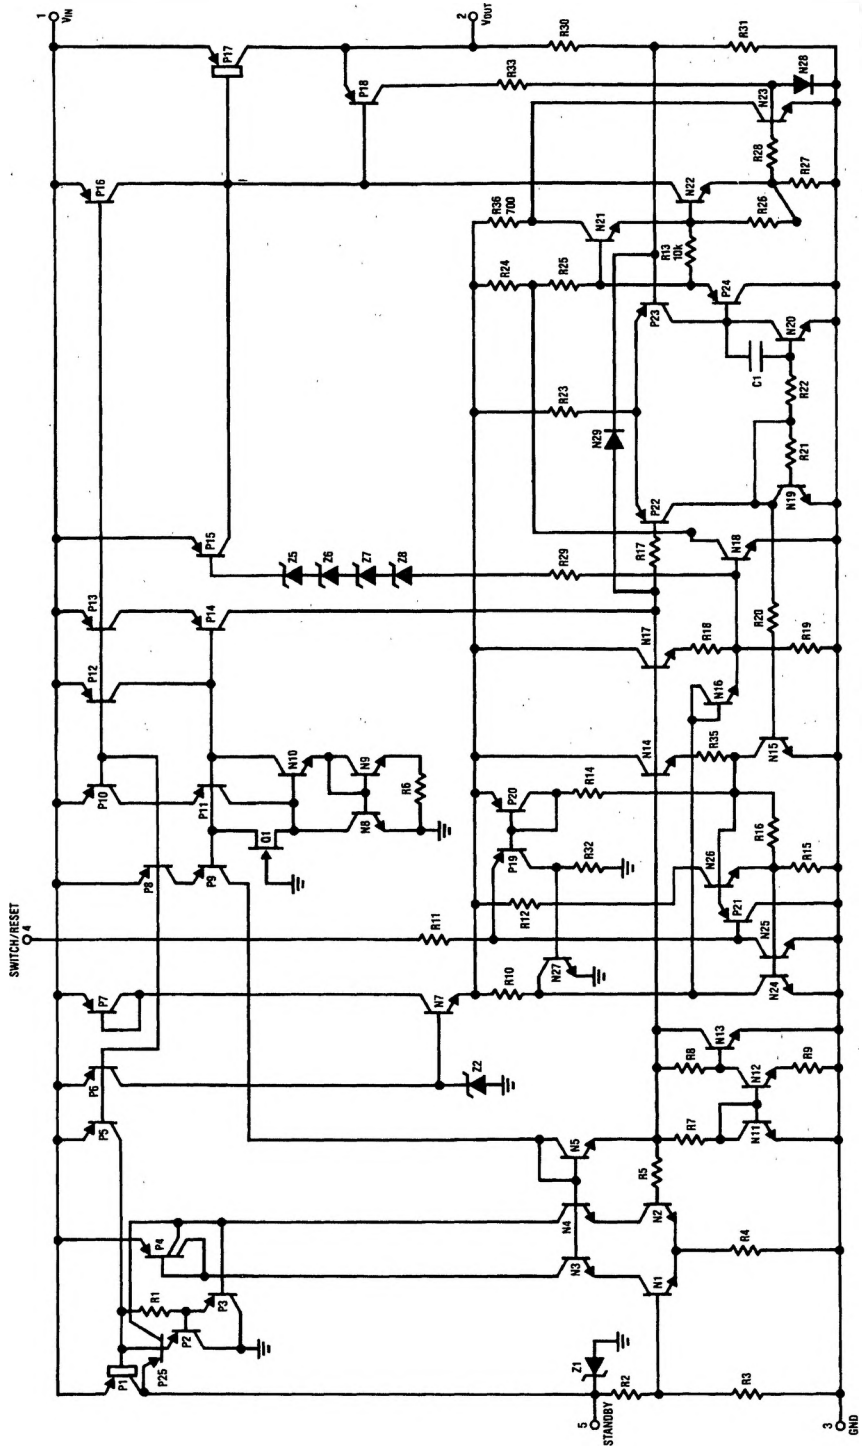 1
VIN
2
VOUT
SWITCH/RESET
4
5
STANDBY
3
GND
P17
R30
R31
P18
R33
N28
N23
P16
R28
N22
R27
R36
700
N21
R13
10k
R26
R24
R25
P24
P23
N20
C1
R23
R22
N29
R21
N19
P22
P15
Z5
Z6
Z7
Z8
R29
R17
N18
P13
P14
N17
R18
R20
R19
P12
N16
P10
P11
N10
N9
N14
R35
N15
Q1
N8
R6
P20
R14
P8
P9
P19
R32
R16
N26
R15
R12
P21
R11
N25
N27
N24
P7
N7
R10
P6
Z2
N13
R8
N12
R9
P5
R7
N11
N5
R5
P4
N4
N2
R4
R1
P3
N3
N1
P2
P25
P1
Z1
R2
R3